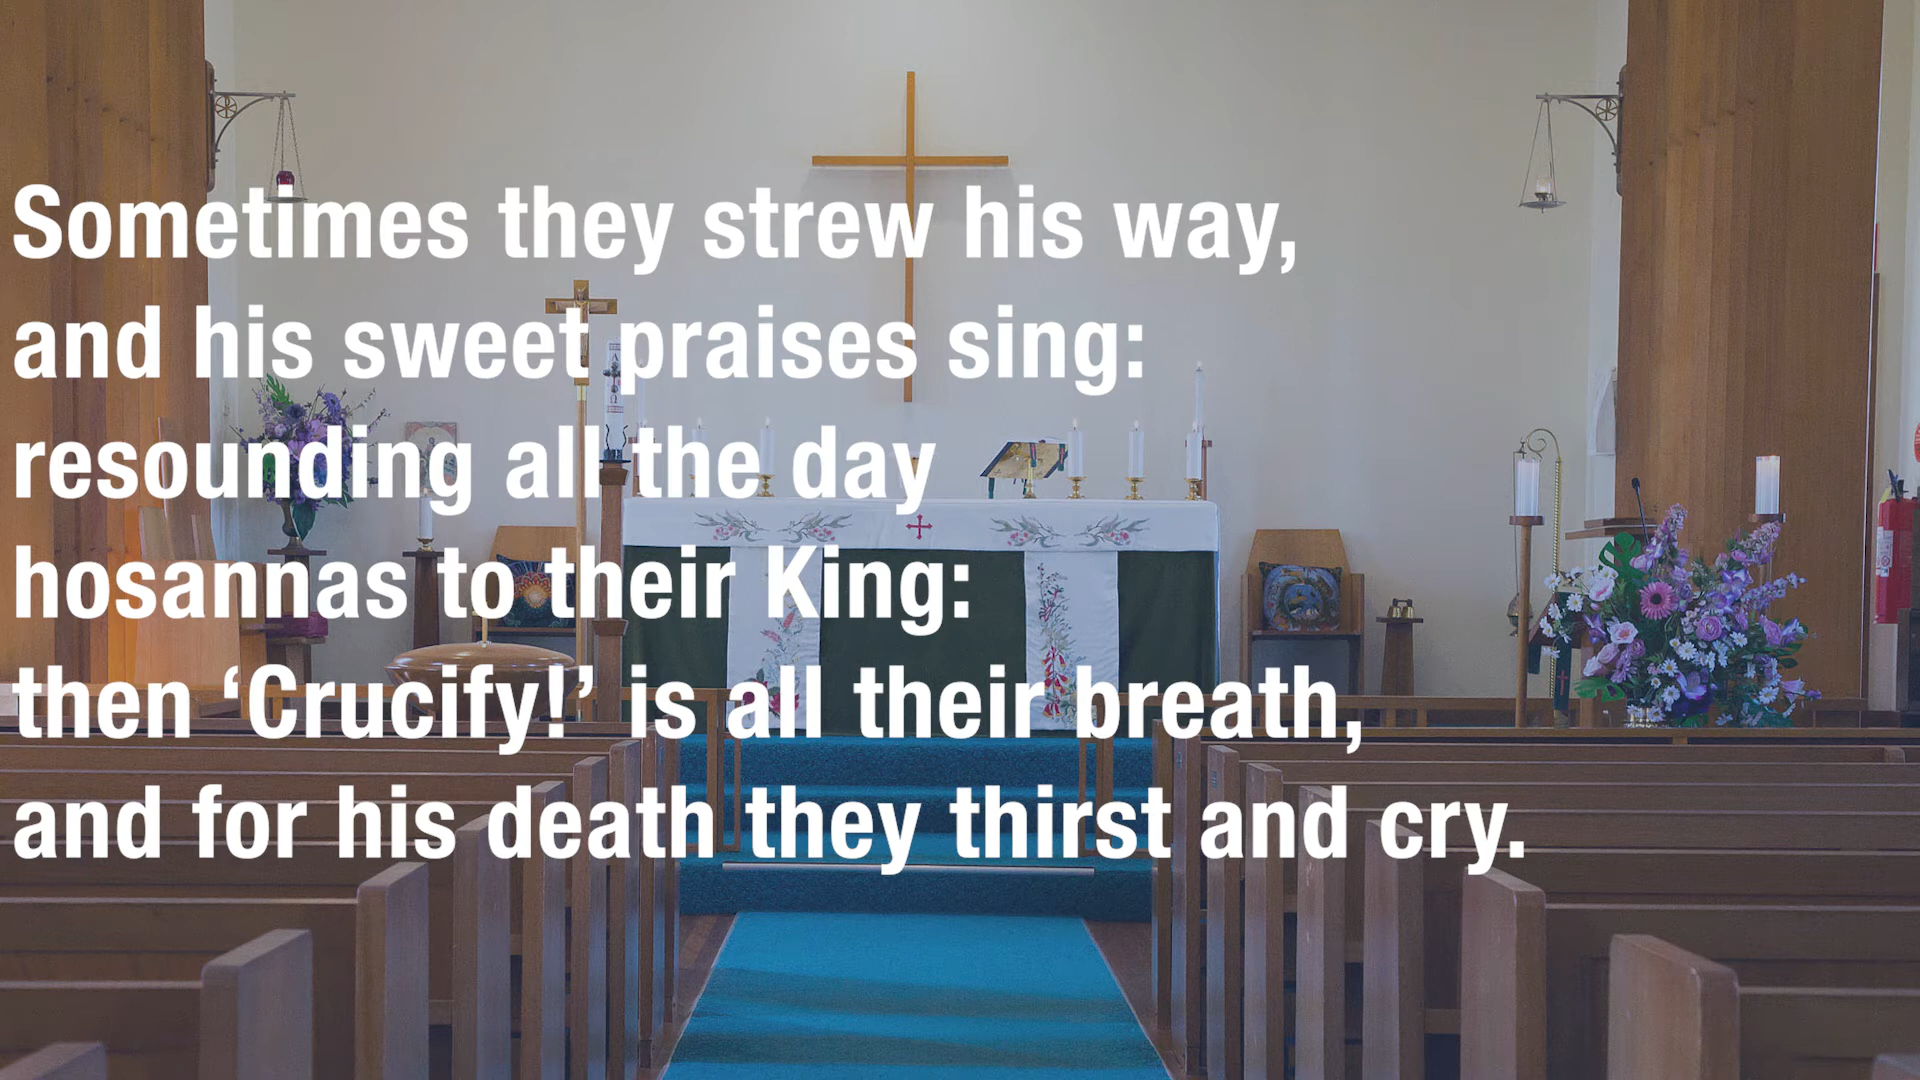 Sometimes they strew his way,
and his sweet praises sing:
resounding all the day
hosannas to their King:
then ‘Crucify!’ is all their breath,
and for his death they thirst and cry.